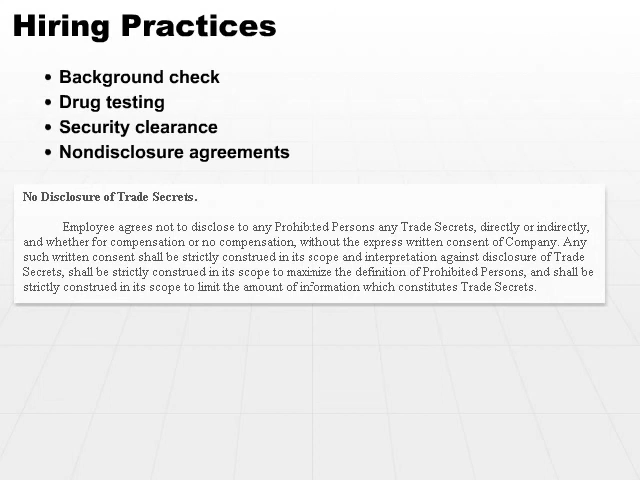 Hiring Practices
• Background check
• Drug testing
• Security clearance
• Nondisclosure agreements
No Disclosure of Trade Secrets.
Employee agrees not to disclose to any Prohibited Persons any Trade Secrets, directly or indirectly,
and whether for compensation or no compensation, without the express written consent of Company. Any
such written consent shall be strictly construed in its scope and interpretation against disclosure of Trade
Secrets, shall be strictly construed in its scope to maximize the definition of Prohibited Persons, and shall be
strictly construed in its scope to limit the amount of information which constitutes Trade Secrets.